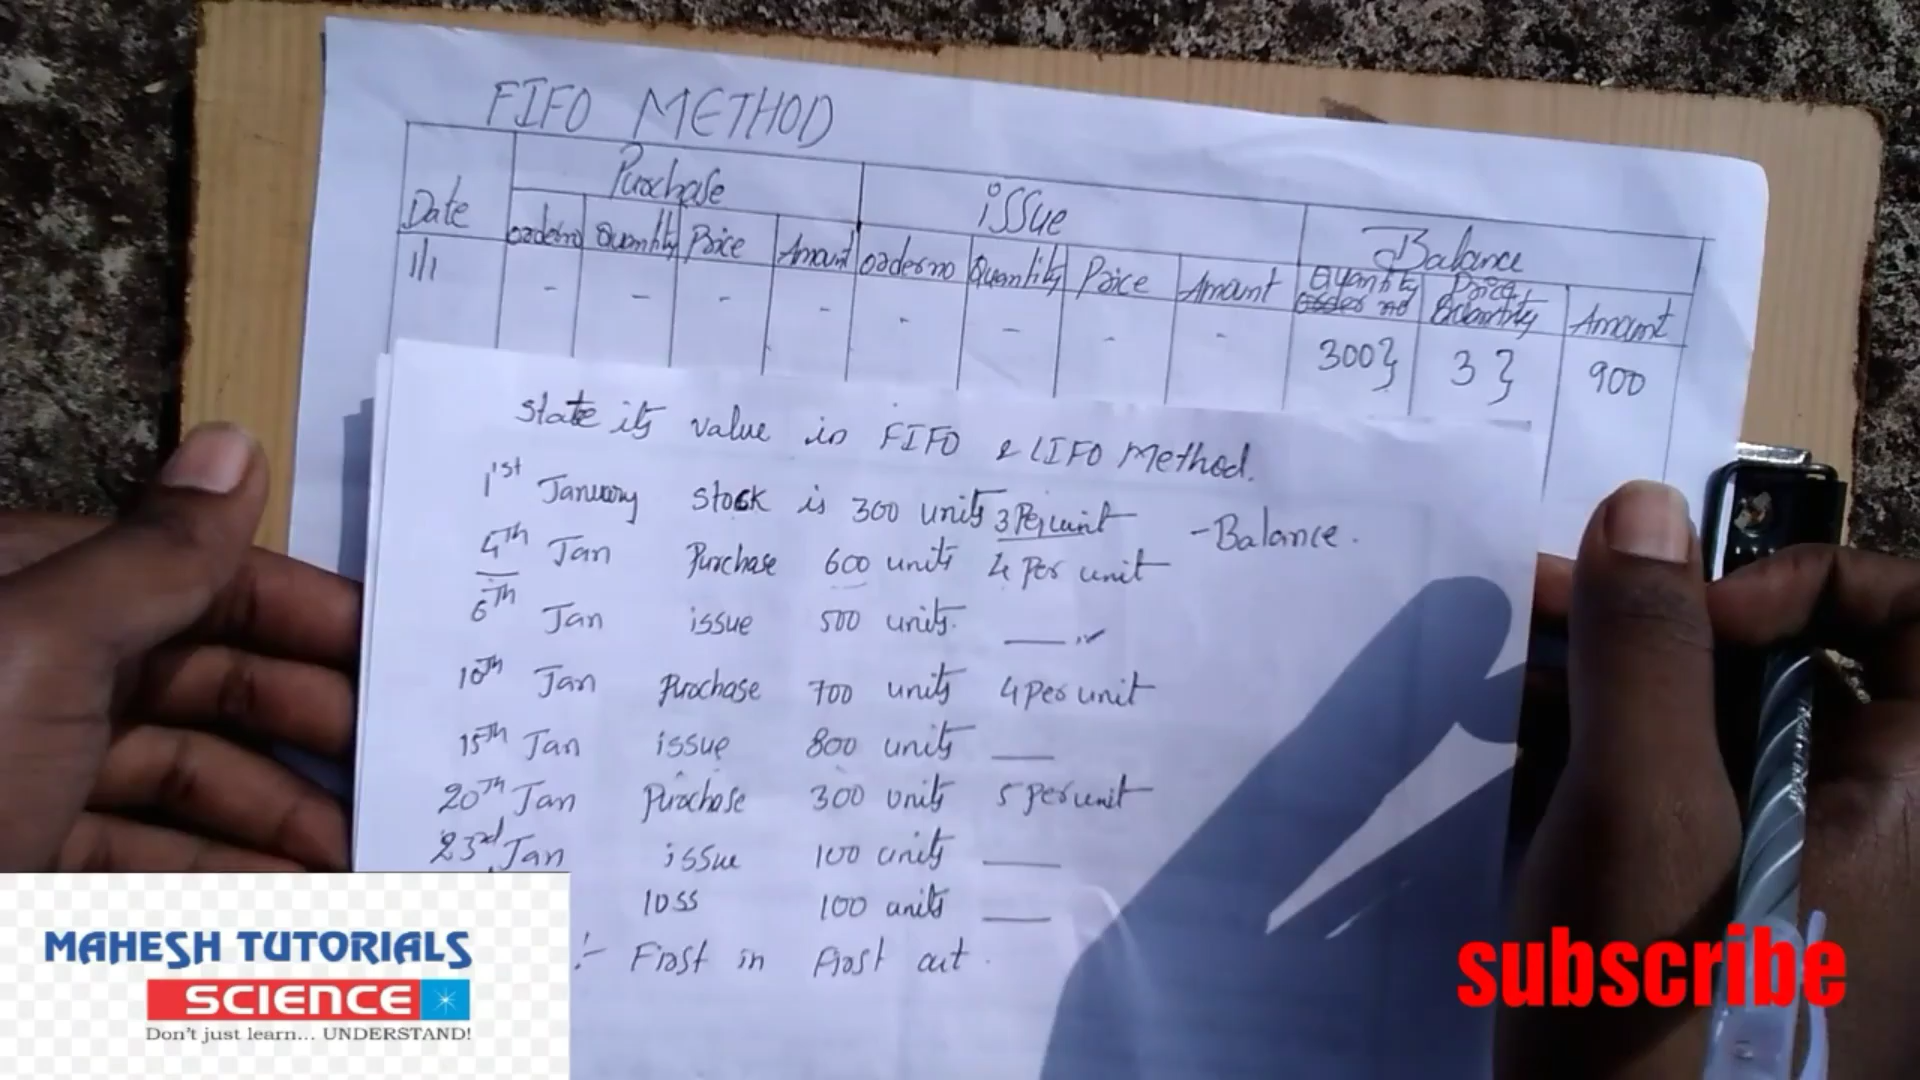 FIFO METHOD
Date Purchase issue Balance
orderno Quantity Price Amount orderno Quantity Price Amount Quantity Price Amount
1/1 - - - - - - - - 300} 3} 900
State its value in FIFO & LIFO Method.
1st January stock is 300 units 3 Per unit - Balance.
4th Jan Purchase 600 units 4 Per unit
6th Jan issue 500 units.
10th Jan Purchase 700 units 4 per unit
15th Jan issue 800 units
20th Jan Purchase 300 units 5 per unit
23rd Jan issue 100 units
loss 100 units
:- First in First out.
MAHESH TUTORIALS
SCIENCE
Don't just learn... UNDERSTAND!
subscribe